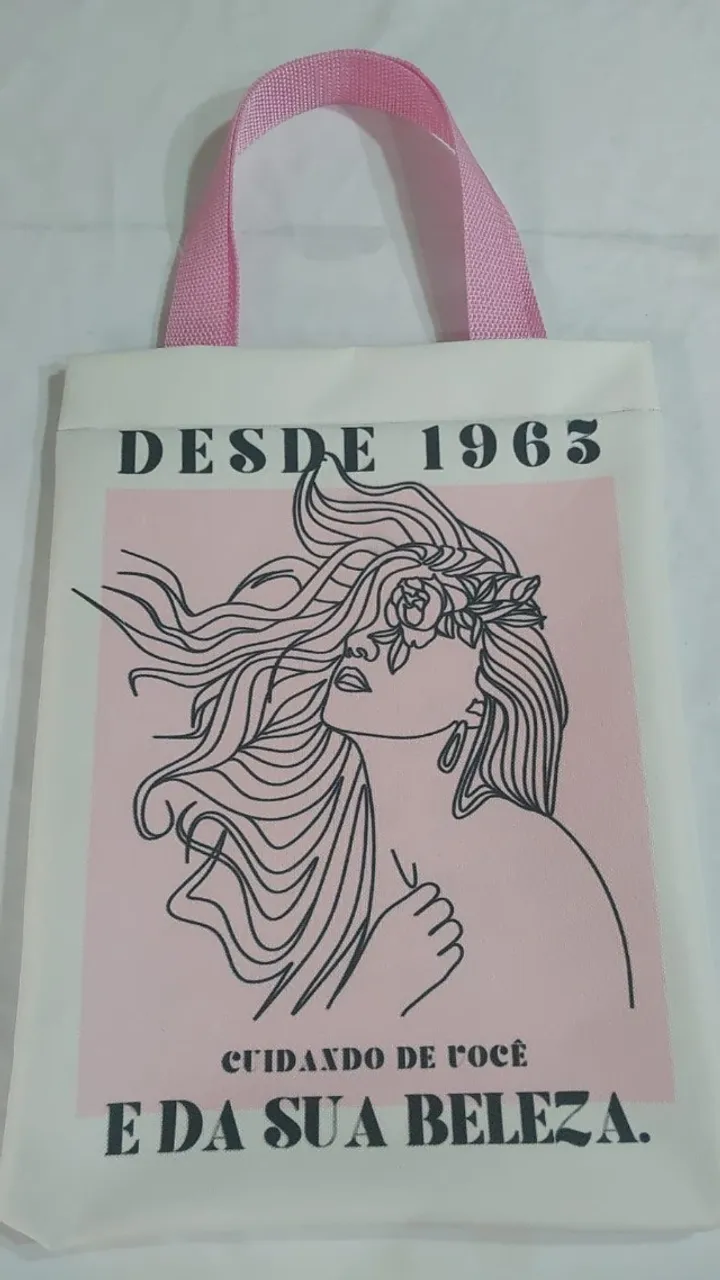 DESDE 1963
CUIDANDO DE VOCÊ
E DA SUA BELEZA.